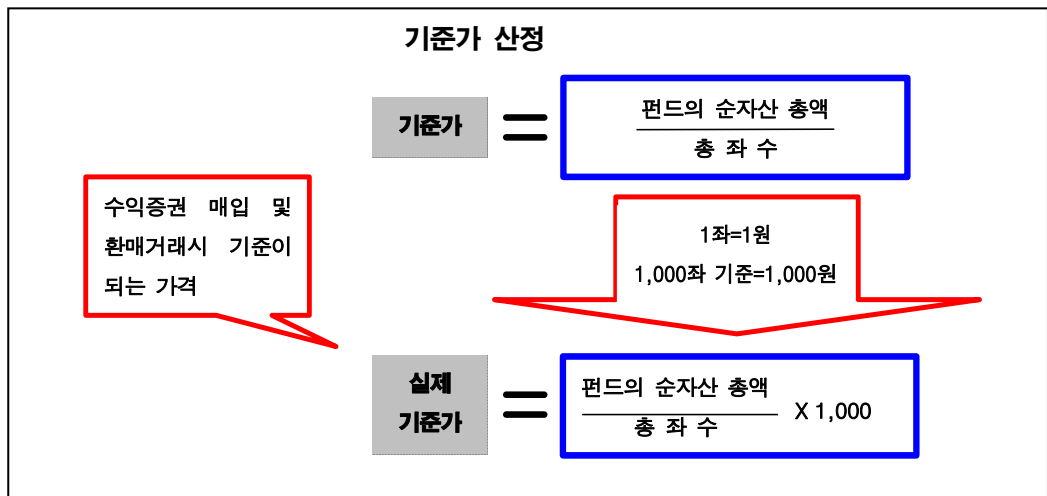 기준가 산정
기준가
=
펀드의 순자산 총액
총 좌 수
수익증권 매입 및
환매거래시 기준이
되는 가격
1좌=1원
1,000좌 기준=1,000원
실제
기준가
=
펀드의 순자산 총액
총 좌 수
X 1,000